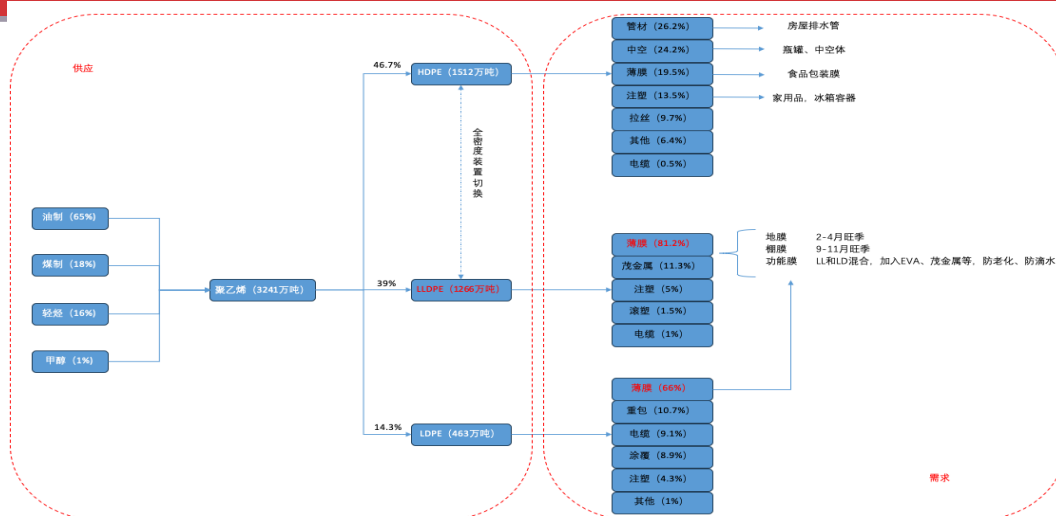 供应
油制（65%）
煤制（18%）
轻烃（16%）
甲醇（1%）
聚乙烯（3241万吨）
46.7%
HDPE（1512万吨）
全密度装置切换
39%
LLDPE（1266万吨）
14.3%
LDPE（463万吨）
管材（26.2%）
房屋排水管
中空（24.2%）
瓶罐、中空体
薄膜（19.5%）
食品包装膜
注塑（13.5%）
家用品，冰箱容器
拉丝（9.7%）
其他（6.4%）
电缆（0.5%）
薄膜（81.2%）
茂金属（11.3%）
注塑（5%）
滚塑（1.5%）
电缆（1%）
地膜 2-4月旺季
棚膜 9-11月旺季
功能膜 LL和LD混合，加入EVA、茂金属等，防老化、防滴水
薄膜（66%）
重包（10.7%）
电缆（9.1%）
涂覆（8.9%）
注塑（4.3%）
其他（1%）
需求